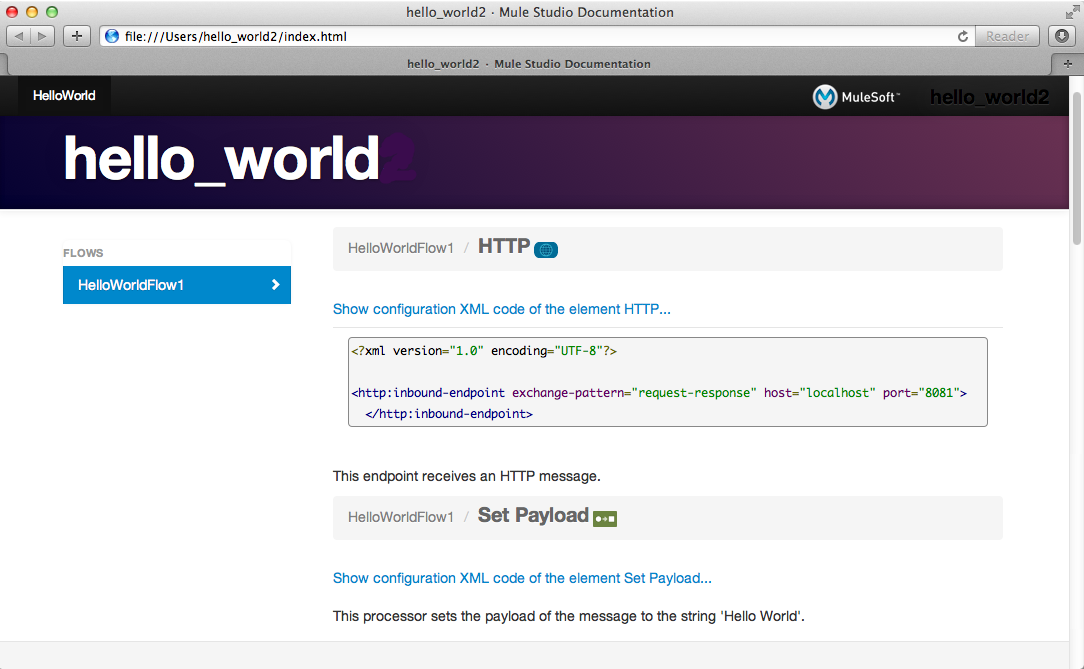 hello_world2 · Mule Studio Documentation
file:///Users/hello_world2/index.html
Reader
hello_world2 · Mule Studio Documentation
HelloWorld
MuleSoft™
hello_world2
hello_world2
FLOWS
HelloWorldFlow1
HelloWorldFlow1 / HTTP
Show configuration XML code of the element HTTP...
<?xml version="1.0" encoding="UTF-8"?>
<http:inbound-endpoint exchange-pattern="request-response" host="localhost" port="8081">
</http:inbound-endpoint>
This endpoint receives an HTTP message.
HelloWorldFlow1 / Set Payload
Show configuration XML code of the element Set Payload...
This processor sets the payload of the message to the string 'Hello World'.